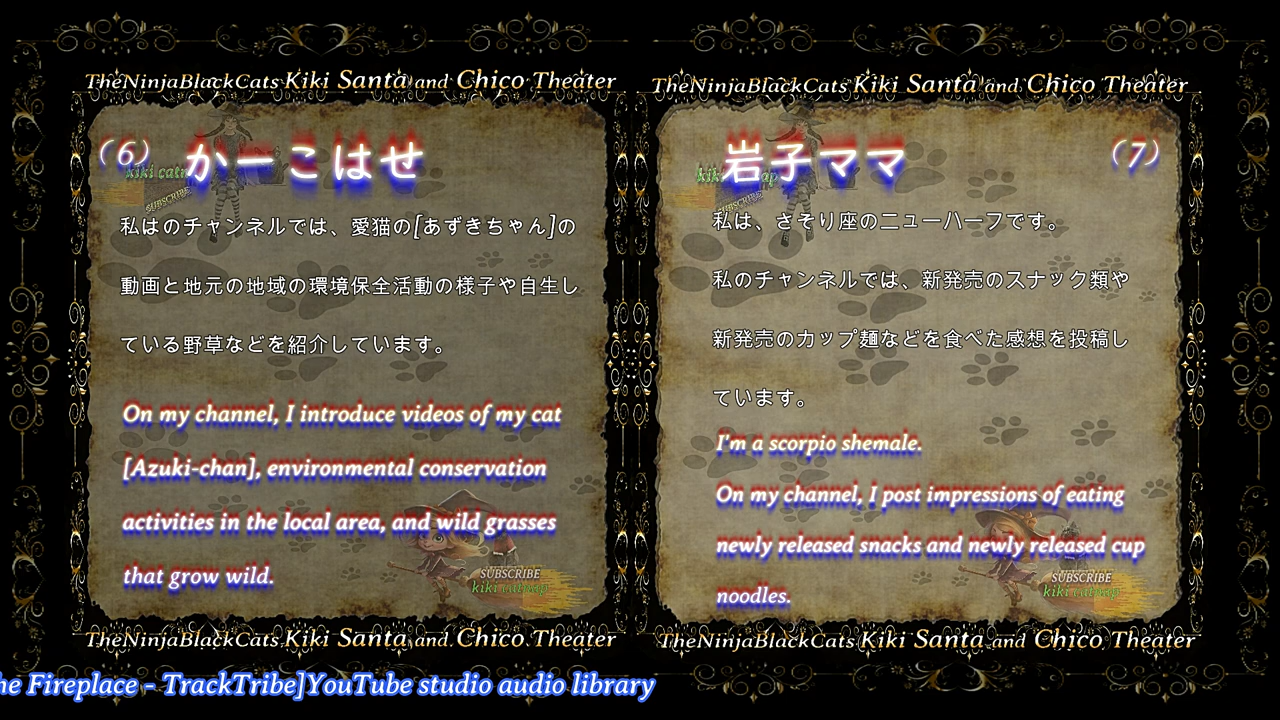 TheNinjaBlackCats Kiki Santa and Chico Theater
(6) かーこはせ
kiki catn
SUBSCRIBE
私はのチャンネルでは、愛猫の[あずきちゃん]の
動画と地元の地域の環境保全活動の様子や自生し
ている野草などを紹介しています。
On my channel, I introduce videos of my cat
[Azuki-chan], environmental conservation
activities in the local area, and wild grasses
that grow wild.
SUBSCRIBE
kiki catnap
TheNinjaBlackCats Kiki Santa and Chico Theater
TheNinjaBlackCats Kiki Santa and Chico Theater
岩子ママ (7)
SUBSCRIBE
私は、さそり座のニューハーフです。
私のチャンネルでは、新発売のスナック類や
新発売のカップ麺などを食べた感想を投稿し
ています。
I'm a scorpio shemale.
On my channel, I post impressions of eating
newly released snacks and newly released cup
noodles.
SUBSCRIBE
kiki catnap
TheNinjaBlackCats Kiki Santa and Chico Theater
he Fireplace - TrackTribe]YouTube studio audio library